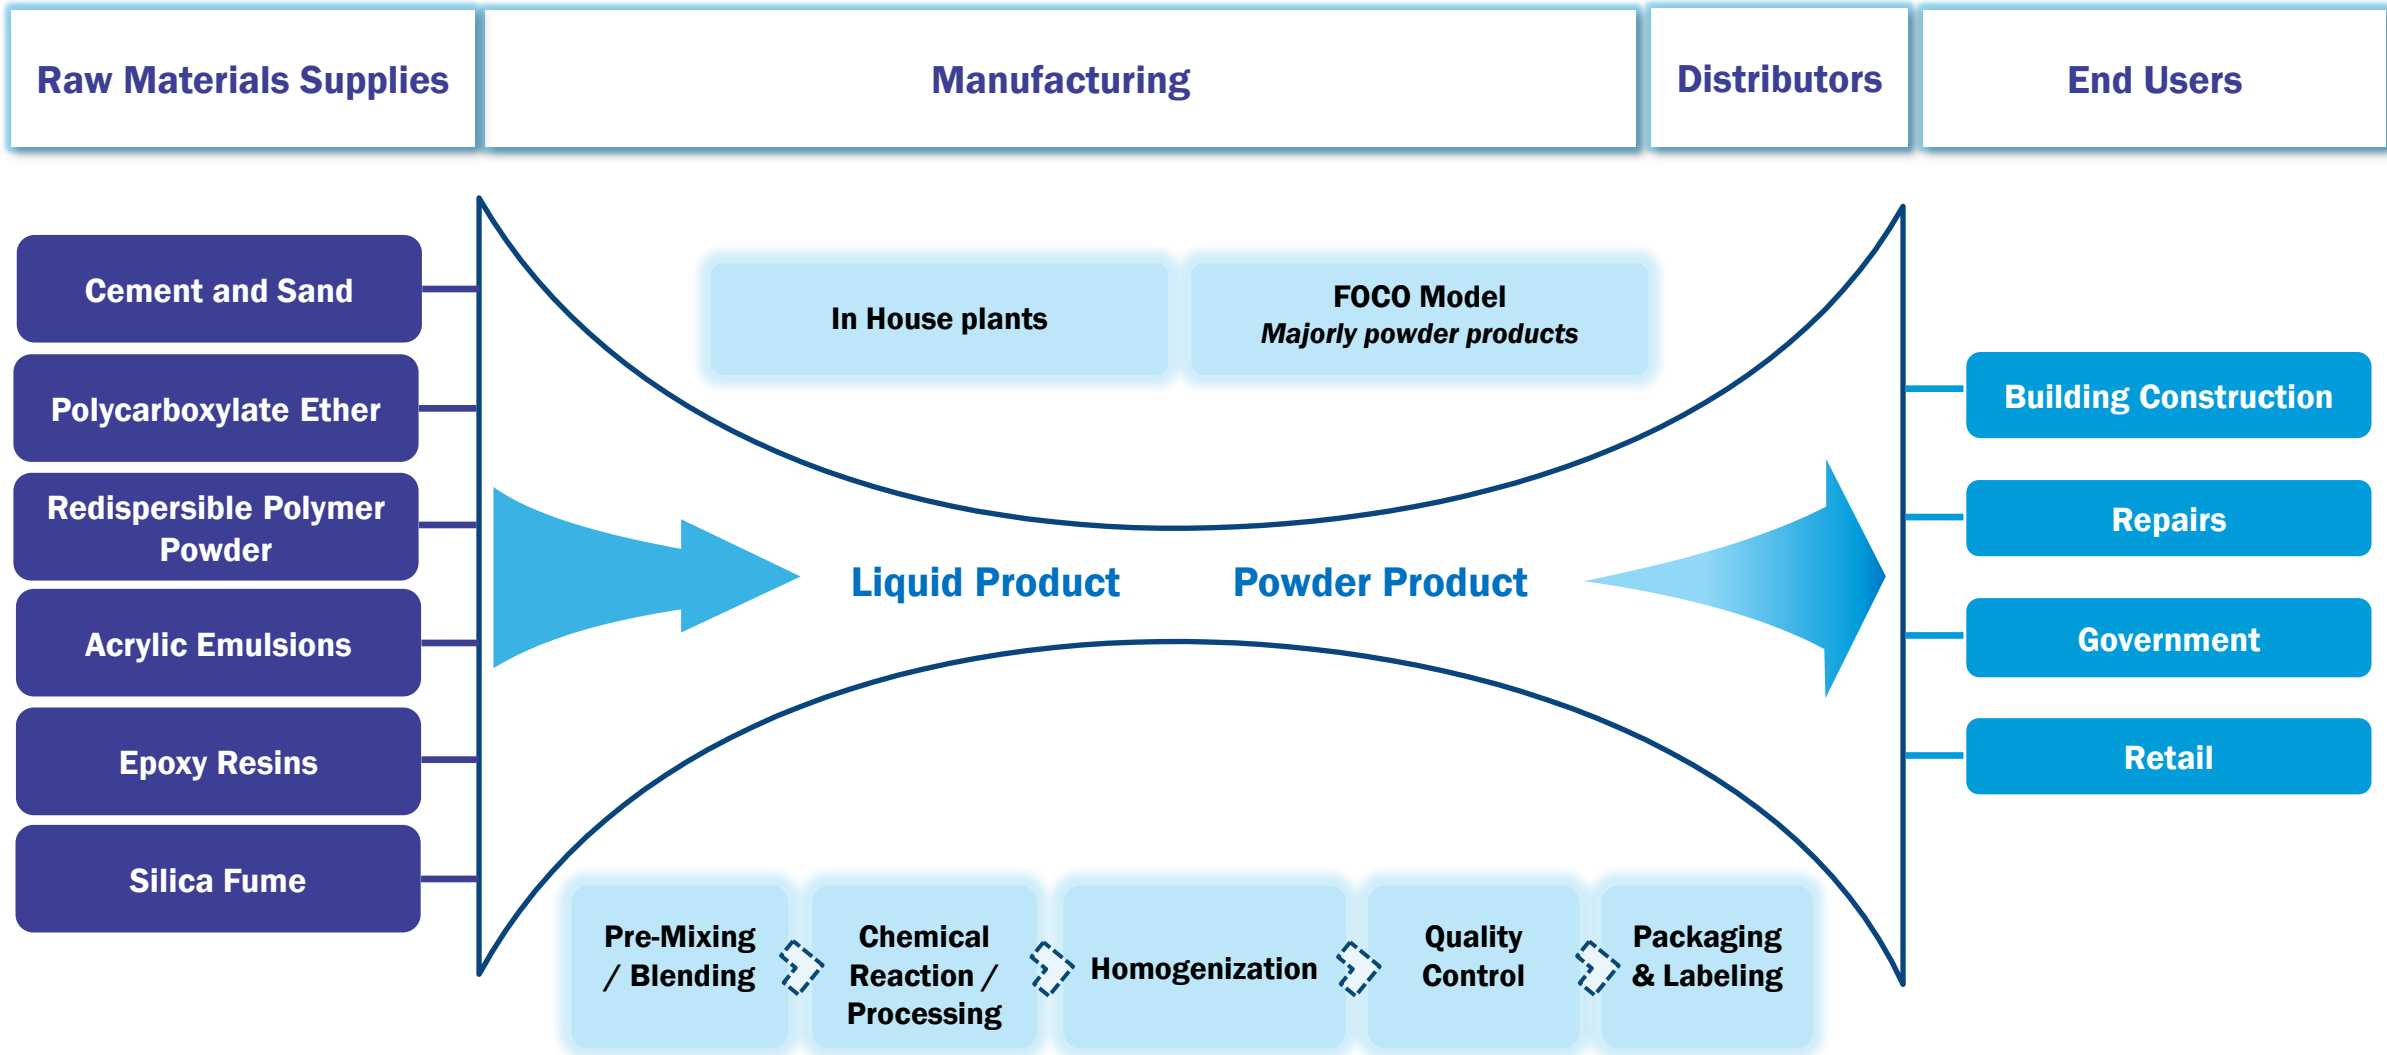 Raw Materials Supplies
Manufacturing
Distributors
End Users
Cement and Sand
Polycarboxylate Ether
Redispersible Polymer
Powder
Acrylic Emulsions
Epoxy Resins
Silica Fume
In House plants
FOCO Model
Majorly powder products
Liquid Product
Powder Product
Pre-Mixing
/ Blending
Chemical
Reaction /
Processing
Homogenization
Quality
Control
Packaging
& Labeling
Building Construction
Repairs
Government
Retail